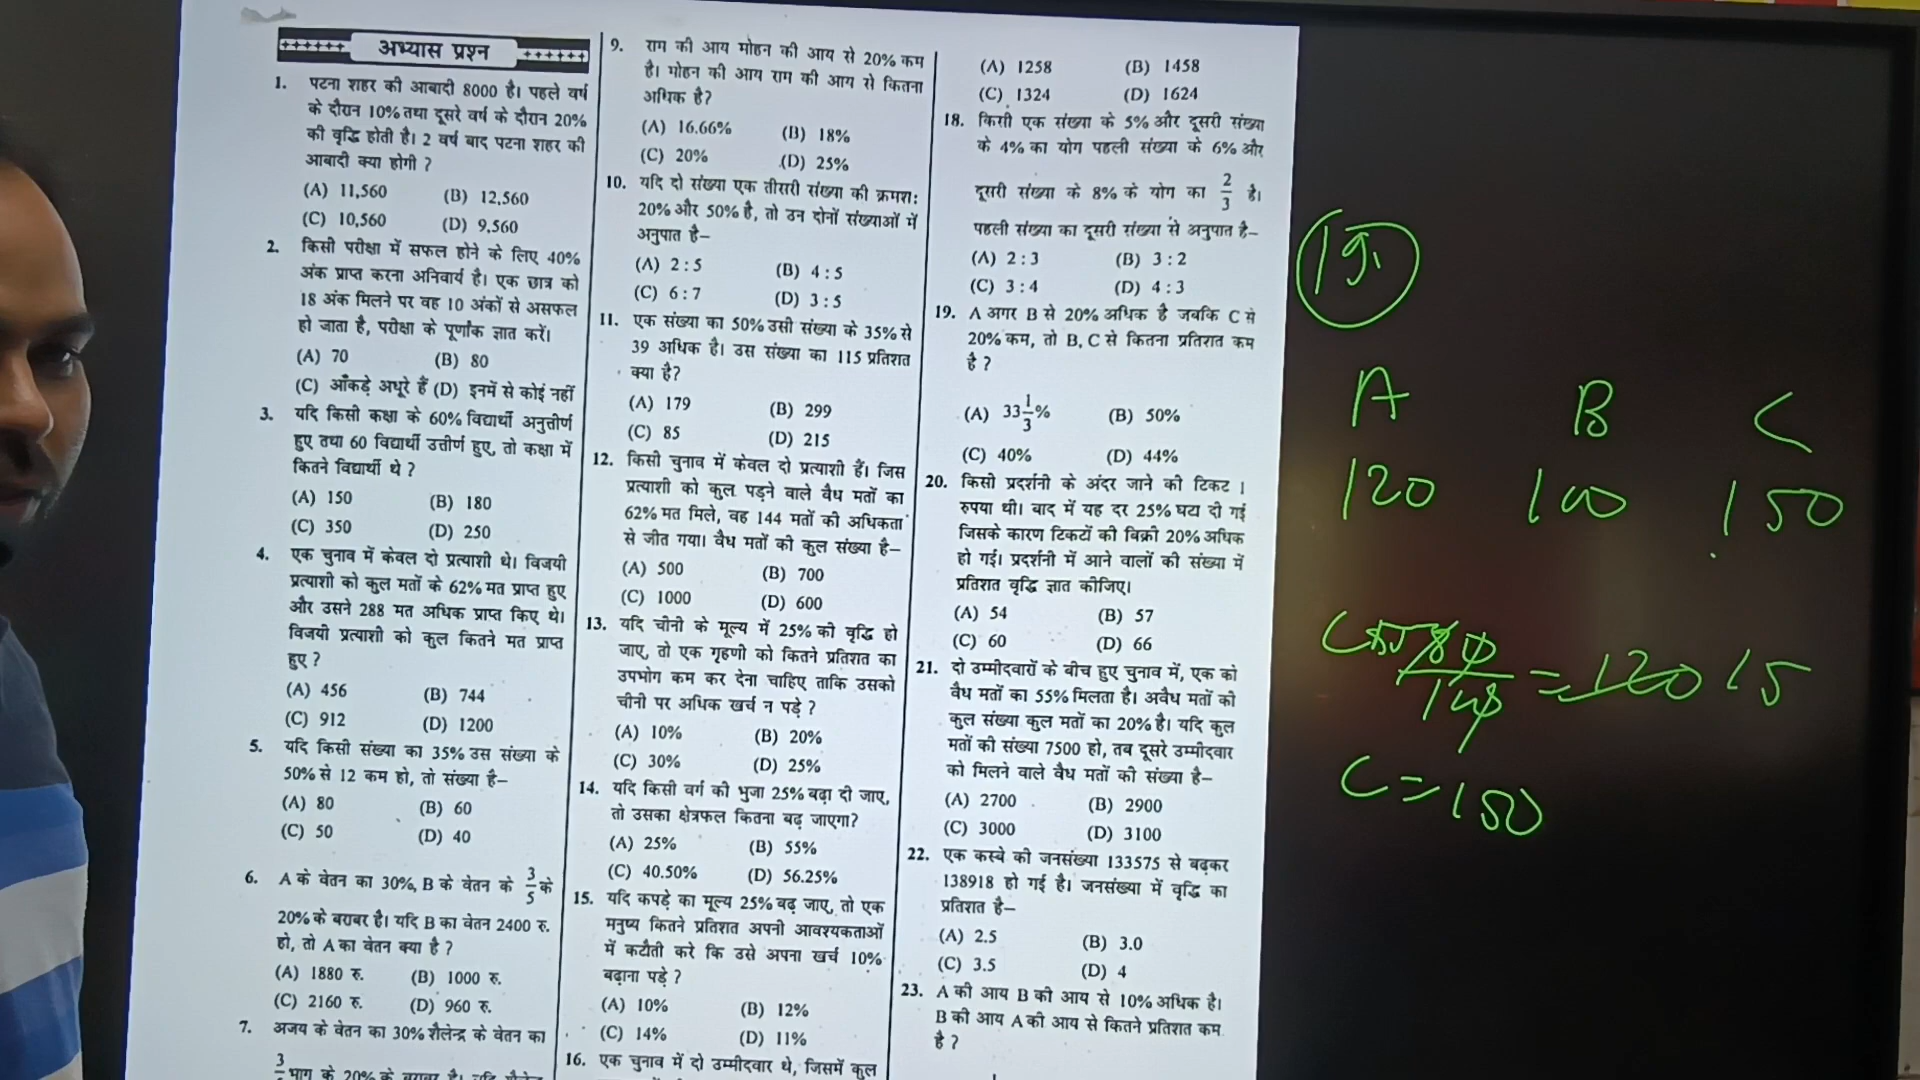 अभ्यास प्रश्न
1. पटना शहर की आबादी 8000 है। पहले वर्ष
के दौरान 10% तथा दूसरे वर्ष के दौरान 20%
की वृद्धि होती है। 2 वर्ष बाद पटना शहर की
आबादी क्या होगी ?
(A) 11,560 (B) 12,560
(C) 10,560 (D) 9,560
2. किसी परीक्षा में सफल होने के लिए 40%
अंक प्राप्त करना अनिवार्य है। एक छात्र को
18 अंक मिलने पर वह 10 अंकों से असफल
हो जाता है, परीक्षा के पूर्णांक ज्ञात करें।
(A) 70 (B) 80
(C) आँकड़े अधूरे हैं (D) इनमें से कोई नहीं
3. यदि किसी कक्षा के 60% विद्यार्थी अनुत्तीर्ण
हुए तथा 60 विद्यार्थी उत्तीर्ण हुए, तो कक्षा में
कितने विद्यार्थी थे ?
(A) 150 (B) 180
(C) 350 (D) 250
4. एक चुनाव में केवल दो प्रत्याशी थे। विजयी
प्रत्याशी को कुल मतों के 62% मत प्राप्त हुए
और उसने 288 मत अधिक प्राप्त किए थे।
विजयी प्रत्याशी को कुल कितने मत प्राप्त
हुए ?
(A) 456 (B) 744
(C) 912 (D) 1200
5. यदि किसी संख्या का 35% उस संख्या के
50% से 12 कम हो, तो संख्या है–
(A) 80 (B) 60
(C) 50 (D) 40
6. A के वेतन का 30%, B के वेतन के 3/5 के
20% के बराबर है। यदि B का वेतन 2400 रु.
हो, तो A का वेतन क्या है ?
(A) 1880 रु. (B) 1000 रु.
(C) 2160 रु. (D) 960 रु.
7. अजय के वेतन का 30% शैलेन्द्र के वेतन का
भाग के 20% के बराबर है। यदि
9. राम की आय मोहन की आय से 20% कम
है। मोहन की आय राम की आय से कितना
अधिक है?
(A) 16.66% (B) 18%
(C) 20% (D) 25%
10. यदि दो संख्या एक तीसरी संख्या की क्रमशः
20% और 50% है, तो उन दोनों संख्याओं में
अनुपात है–
(A) 2 : 5 (B) 4 : 5
(C) 6 : 7 (D) 3 : 5
11. एक संख्या का 50% उसी संख्या के 35% से
39 अधिक है। उस संख्या का 115 प्रतिशत
क्या है?
(A) 179 (B) 299
(C) 85 (D) 215
12. किसी चुनाव में केवल दो प्रत्याशी हैं। जिस
प्रत्याशी को कुल पड़ने वाले वैध मतों का
62% मत मिले, वह 144 मतों की अधिकता
से जीत गया। वैध मतों की कुल संख्या है–
(A) 500 (B) 700
(C) 1000 (D) 600
13. यदि चीनी के मूल्य में 25% की वृद्धि हो
जाए, तो एक गृहणी को कितने प्रतिशत का
उपभोग कम कर देना चाहिए ताकि उसको
चीनी पर अधिक खर्च न पड़े ?
(A) 10% (B) 20%
(C) 30% (D) 25%
14. यदि किसी वर्ग की भुजा 25% बढ़ा दी जाए,
तो उसका क्षेत्रफल कितना बढ़ जाएगा?
(A) 25% (B) 55%
(C) 40.50% (D) 56.25%
15. यदि कपड़े का मूल्य 25% बढ़ जाए, तो एक
मनुष्य कितने प्रतिशत अपनी आवश्यकताओं
में कटौती करे कि उसे अपना खर्च 10%
बढ़ाना पड़े ?
(A) 10% (B) 12%
(C) 14% (D) 11%
16. एक चुनाव में दो उम्मीदवार थे, जिसमें कुल
(A) 1258 (B) 1458
(C) 1324 (D) 1624
18. किसी एक संख्या के 5% और दूसरी संख्या
के 4% का योग पहली संख्या के 6% और
दूसरी संख्या के 8% के योग का 2/3 है।
पहली संख्या का दूसरी संख्या से अनुपात है–
(A) 2 : 3 (B) 3 : 2
(C) 3 : 4 (D) 4 : 3
19. A अगर B से 20% अधिक है जबकि C से
20% कम, तो B, C से कितना प्रतिशत कम
है ?
(A) 33 1/3 % (B) 50%
(C) 40% (D) 44%
20. किसी प्रदर्शनी के अंदर जाने की टिकट 1
रुपया थी। बाद में यह दर 25% घटा दी गई
जिसके कारण टिकटों की बिक्री 20% अधिक
हो गई। प्रदर्शनी में आने वालों की संख्या में
प्रतिशत वृद्धि ज्ञात कीजिए।
(A) 54 (B) 57
(C) 60 (D) 66
21. दो उम्मीदवारों के बीच हुए चुनाव में, एक को
वैध मतों का 55% मिलता है। अवैध मतों की
कुल संख्या कुल मतों का 20% है। यदि कुल
मतों की संख्या 7500 हो, तब दूसरे उम्मीदवार
को मिलने वाले वैध मतों की संख्या है–
(A) 2700 (B) 2900
(C) 3000 (D) 3100
22. एक कस्बे की जनसंख्या 133575 से बढ़कर
138918 हो गई है। जनसंख्या में वृद्धि का
प्रतिशत है–
(A) 2.5 (B) 3.0
(C) 3.5 (D) 4
23. A की आय B की आय से 10% अधिक है।
B की आय A की आय से कितने प्रतिशत कम
है ?
19.
A B C
120 100 150
= 120 15
C = 150